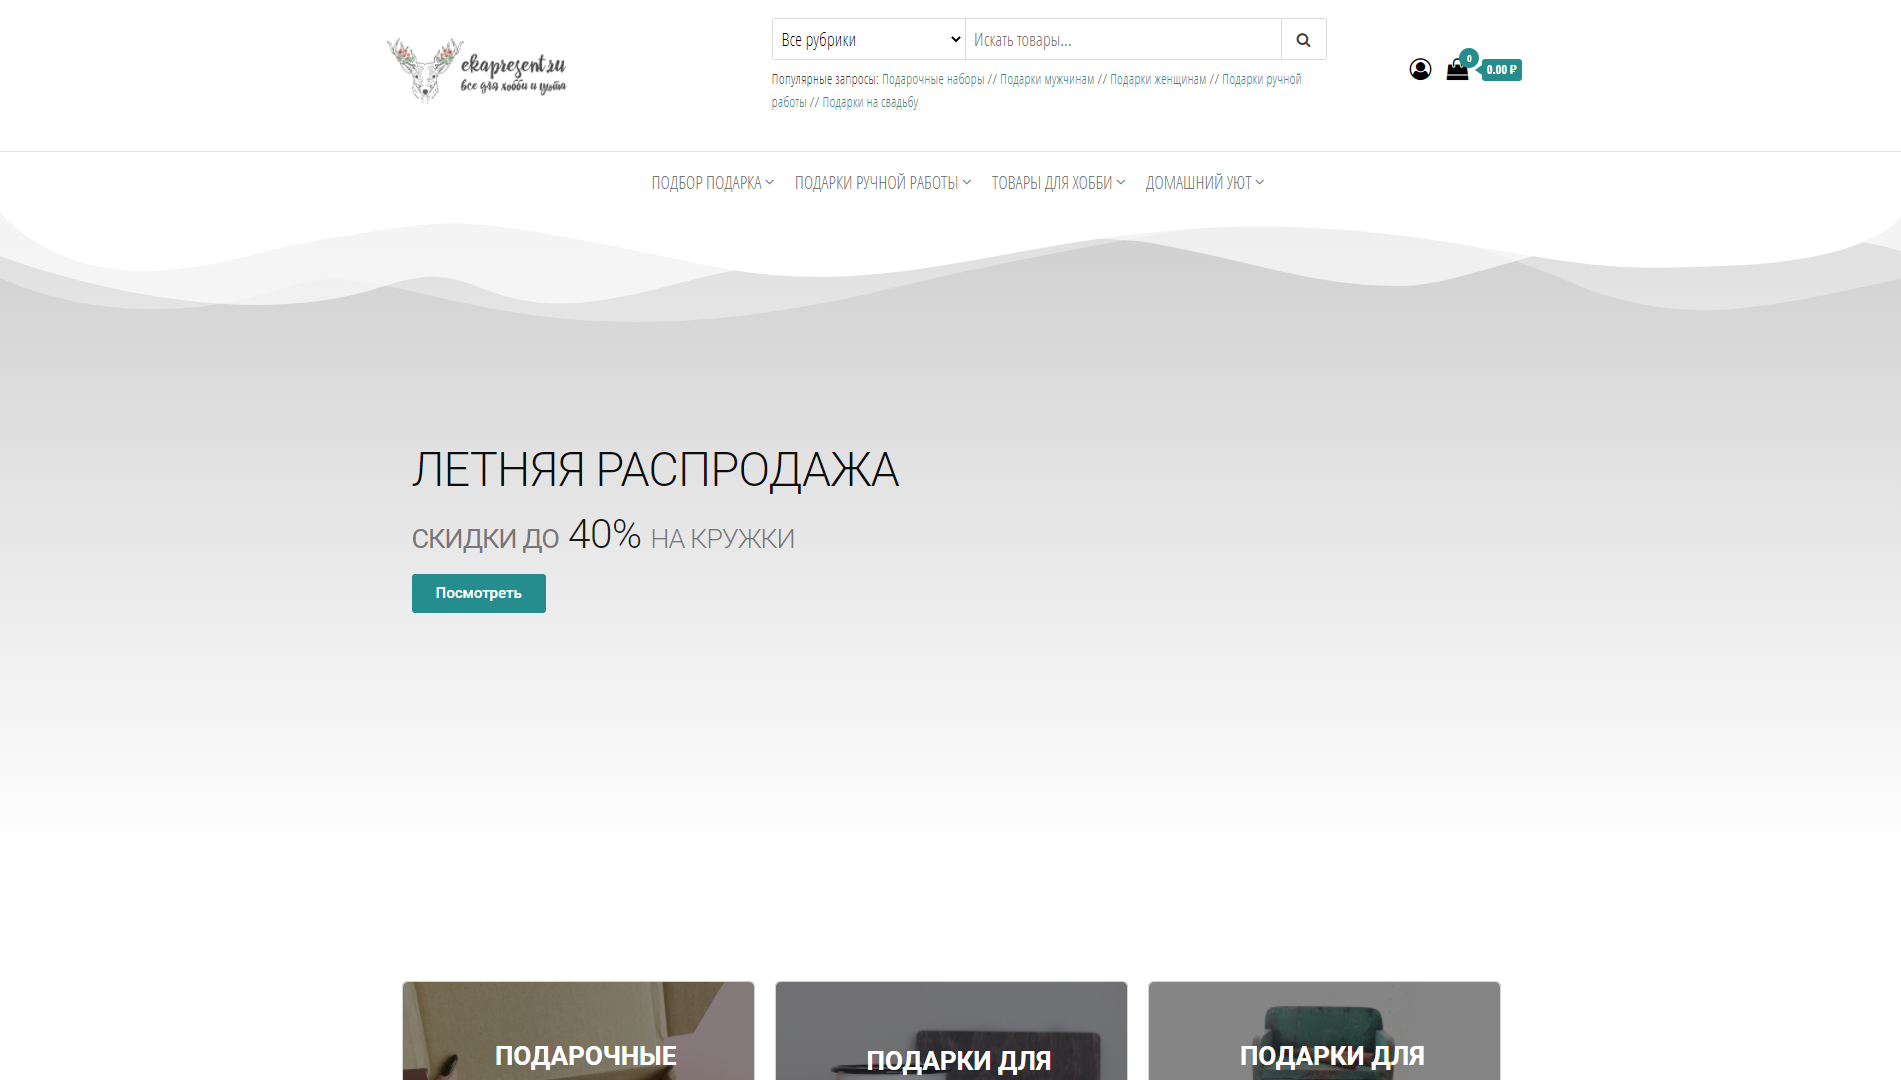 ekapresent.ru
все для хобби и уюта
Все рубрики
Искать товары...
Популярные запросы: Подарочные наборы // Подарки мужчинам // Подарки женщинам // Подарки ручной
работы // Подарки на свадьбу
0
0.00 ₽
ПОДБОР ПОДАРКА
ПОДАРКИ РУЧНОЙ РАБОТЫ
ТОВАРЫ ДЛЯ ХОББИ
ДОМАШНИЙ УЮТ
ЛЕТНЯЯ РАСПРОДАЖА
СКИДКИ ДО 40% НА КРУЖКИ
Посмотреть
ПОДАРОЧНЫЕ
ПОДАРКИ ДЛЯ
ПОДАРКИ ДЛЯ